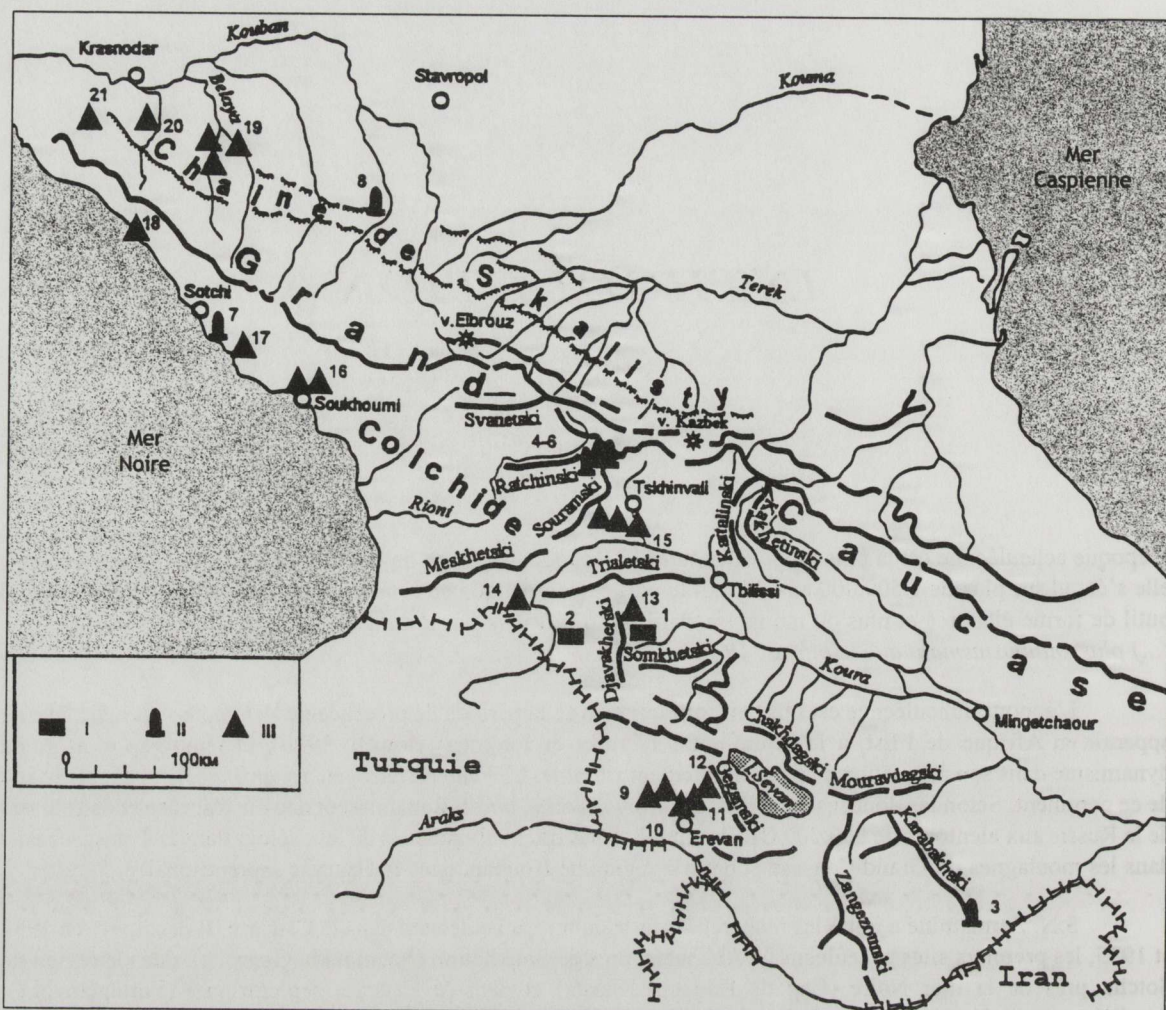 Krasnodar
Kouban
Stavropol
Kouma
Belaya
21
20
19
8
Mer
Caspienne
Chaîne de Skalisty
18
Grand Caucase
Sotchi
7
17
v. Elbrouz
Terek
16
Soukhoumi
Svanetski
v. Kazbek
Mer
Noire
Colchide
4-6
Ratchinski
Tskhinvali
Rioni
Souramski
Kartalinski
Kakhetinski
15
Meskhetski
Trialetski
Tbilissi
14
13
2
1
Djavakhetski
Somkhetski
Koura
Mingetchaour
Chakhdagski
I
II
III
0
100KM
Turquie
12
Sevan
Mouravdagski
9
11
10
Erevan
Araks
Karabakhski
Zangezourski
3
Iran